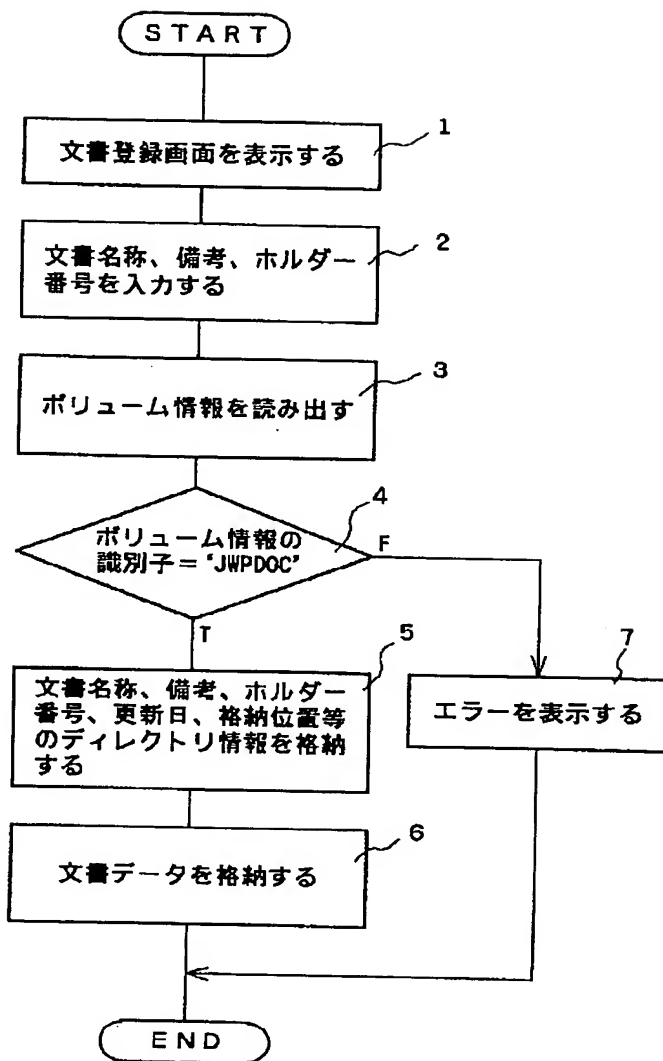 START
1
文書登録画面を表示する
2
文書名称、備考、ホルダー
番号を入力する
3
ボリューム情報を読み出す
4
ボリューム情報の
識別子＝‘JWPDOC’
F
T
5
文書名称、備考、ホルダー
番号、更新日、格納位置等
のディレクトリ情報を格納
する
7
エラーを表示する
6
文書データを格納する
END